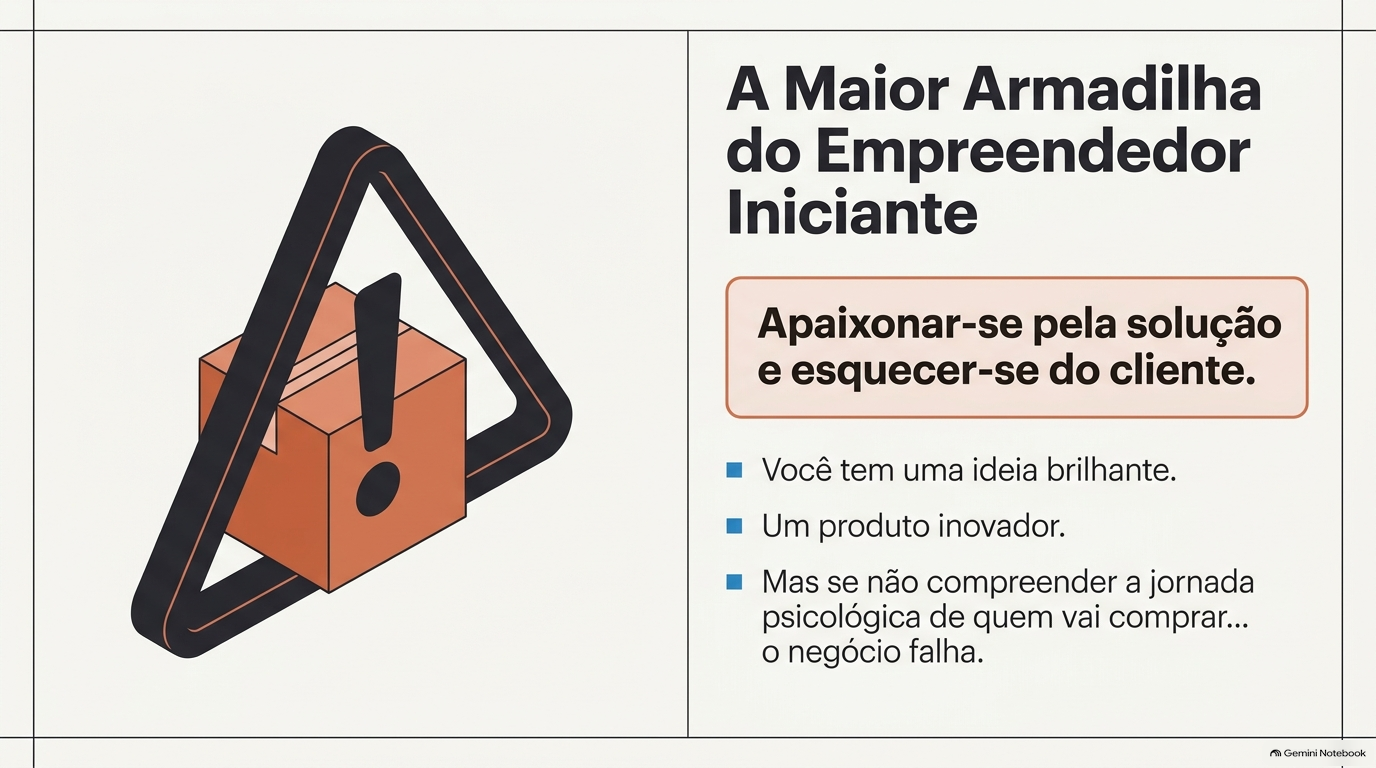 A Maior Armadilha
do Empreendedor
Iniciante
Apaixonar-se pela solução
e esquecer-se do cliente.
Você tem uma ideia brilhante.
Um produto inovador.
Mas se não compreender a jornada
psicológica de quem vai comprar...
o negócio falha.
Gemini Notebook